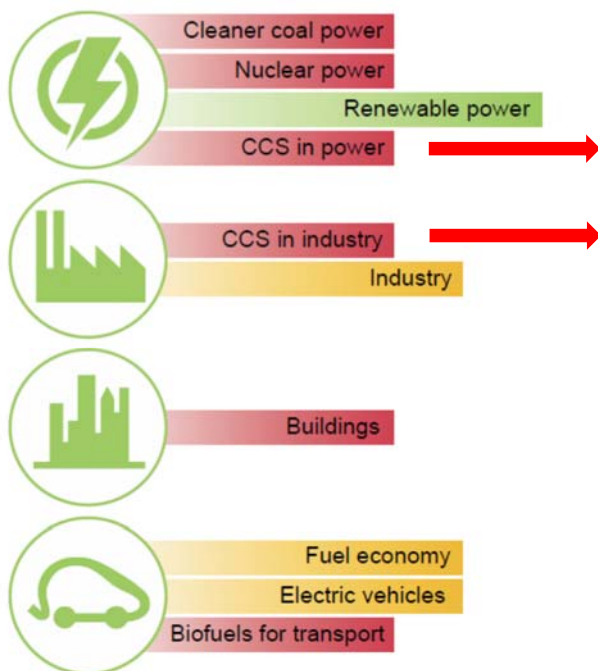 Cleaner coal power
Nuclear power
Renewable power
CCS in power
CCS in industry
Industry
Buildings
Fuel economy
Electric vehicles
Biofuels for transport